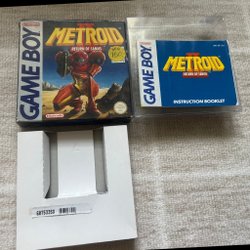 GAME BOY
METROID
RETURN OF SAMUS
Nintendo
GAME BOY
METROID
RETURN OF SAMUS
INSTRUCTION BOOKLET